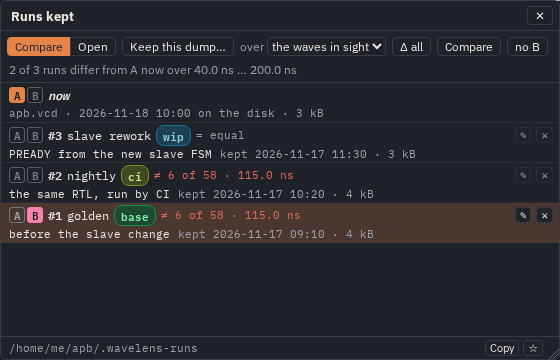 Runs kept ✕
Compare Open Keep this dump... over the waves in sight Δ all Compare no B
2 of 3 runs differ from A now over 40.0 ns … 200.0 ns
A B now
apb.vcd · 2026-11-18 10:00 on the disk · 3 kB
A B #3 slave rework wip = equal ✎ ✕
PREADY from the new slave FSM kept 2026-11-17 11:30 · 3 kB
A B #2 nightly ci ≠ 6 of 58 · 115.0 ns ✎ ✕
the same RTL, run by CI kept 2026-11-17 10:20 · 4 kB
A B #1 golden base ≠ 6 of 58 · 115.0 ns ✎ ✕
before the slave change kept 2026-11-17 09:10 · 4 kB
/home/me/apb/.wavelens-runs Copy ☆